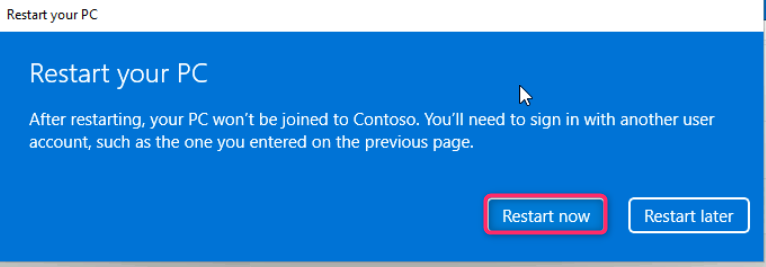 Restart your PC
Restart your PC
After restarting, your PC won’t be joined to Contoso. You’ll need to sign in with another user
account, such as the one you entered on the previous page.
Restart now Restart later